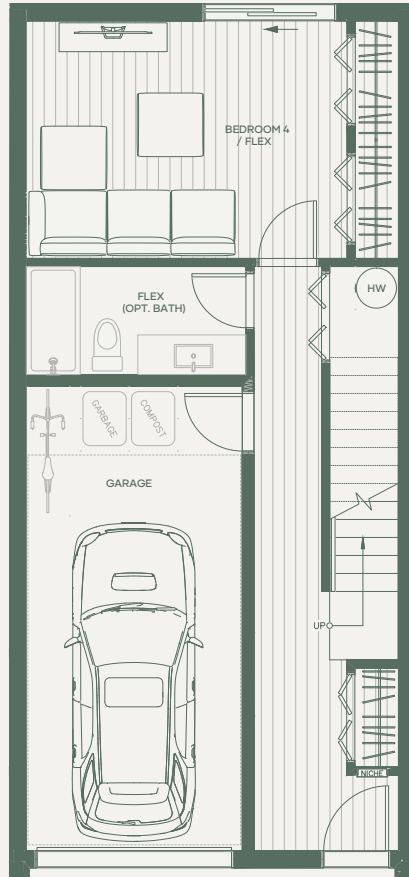 BEDROOM 4
/ FLEX
HW
FLEX
(OPT. BATH)
GARBAGE
COMPOST
GARAGE
UP
NICHE